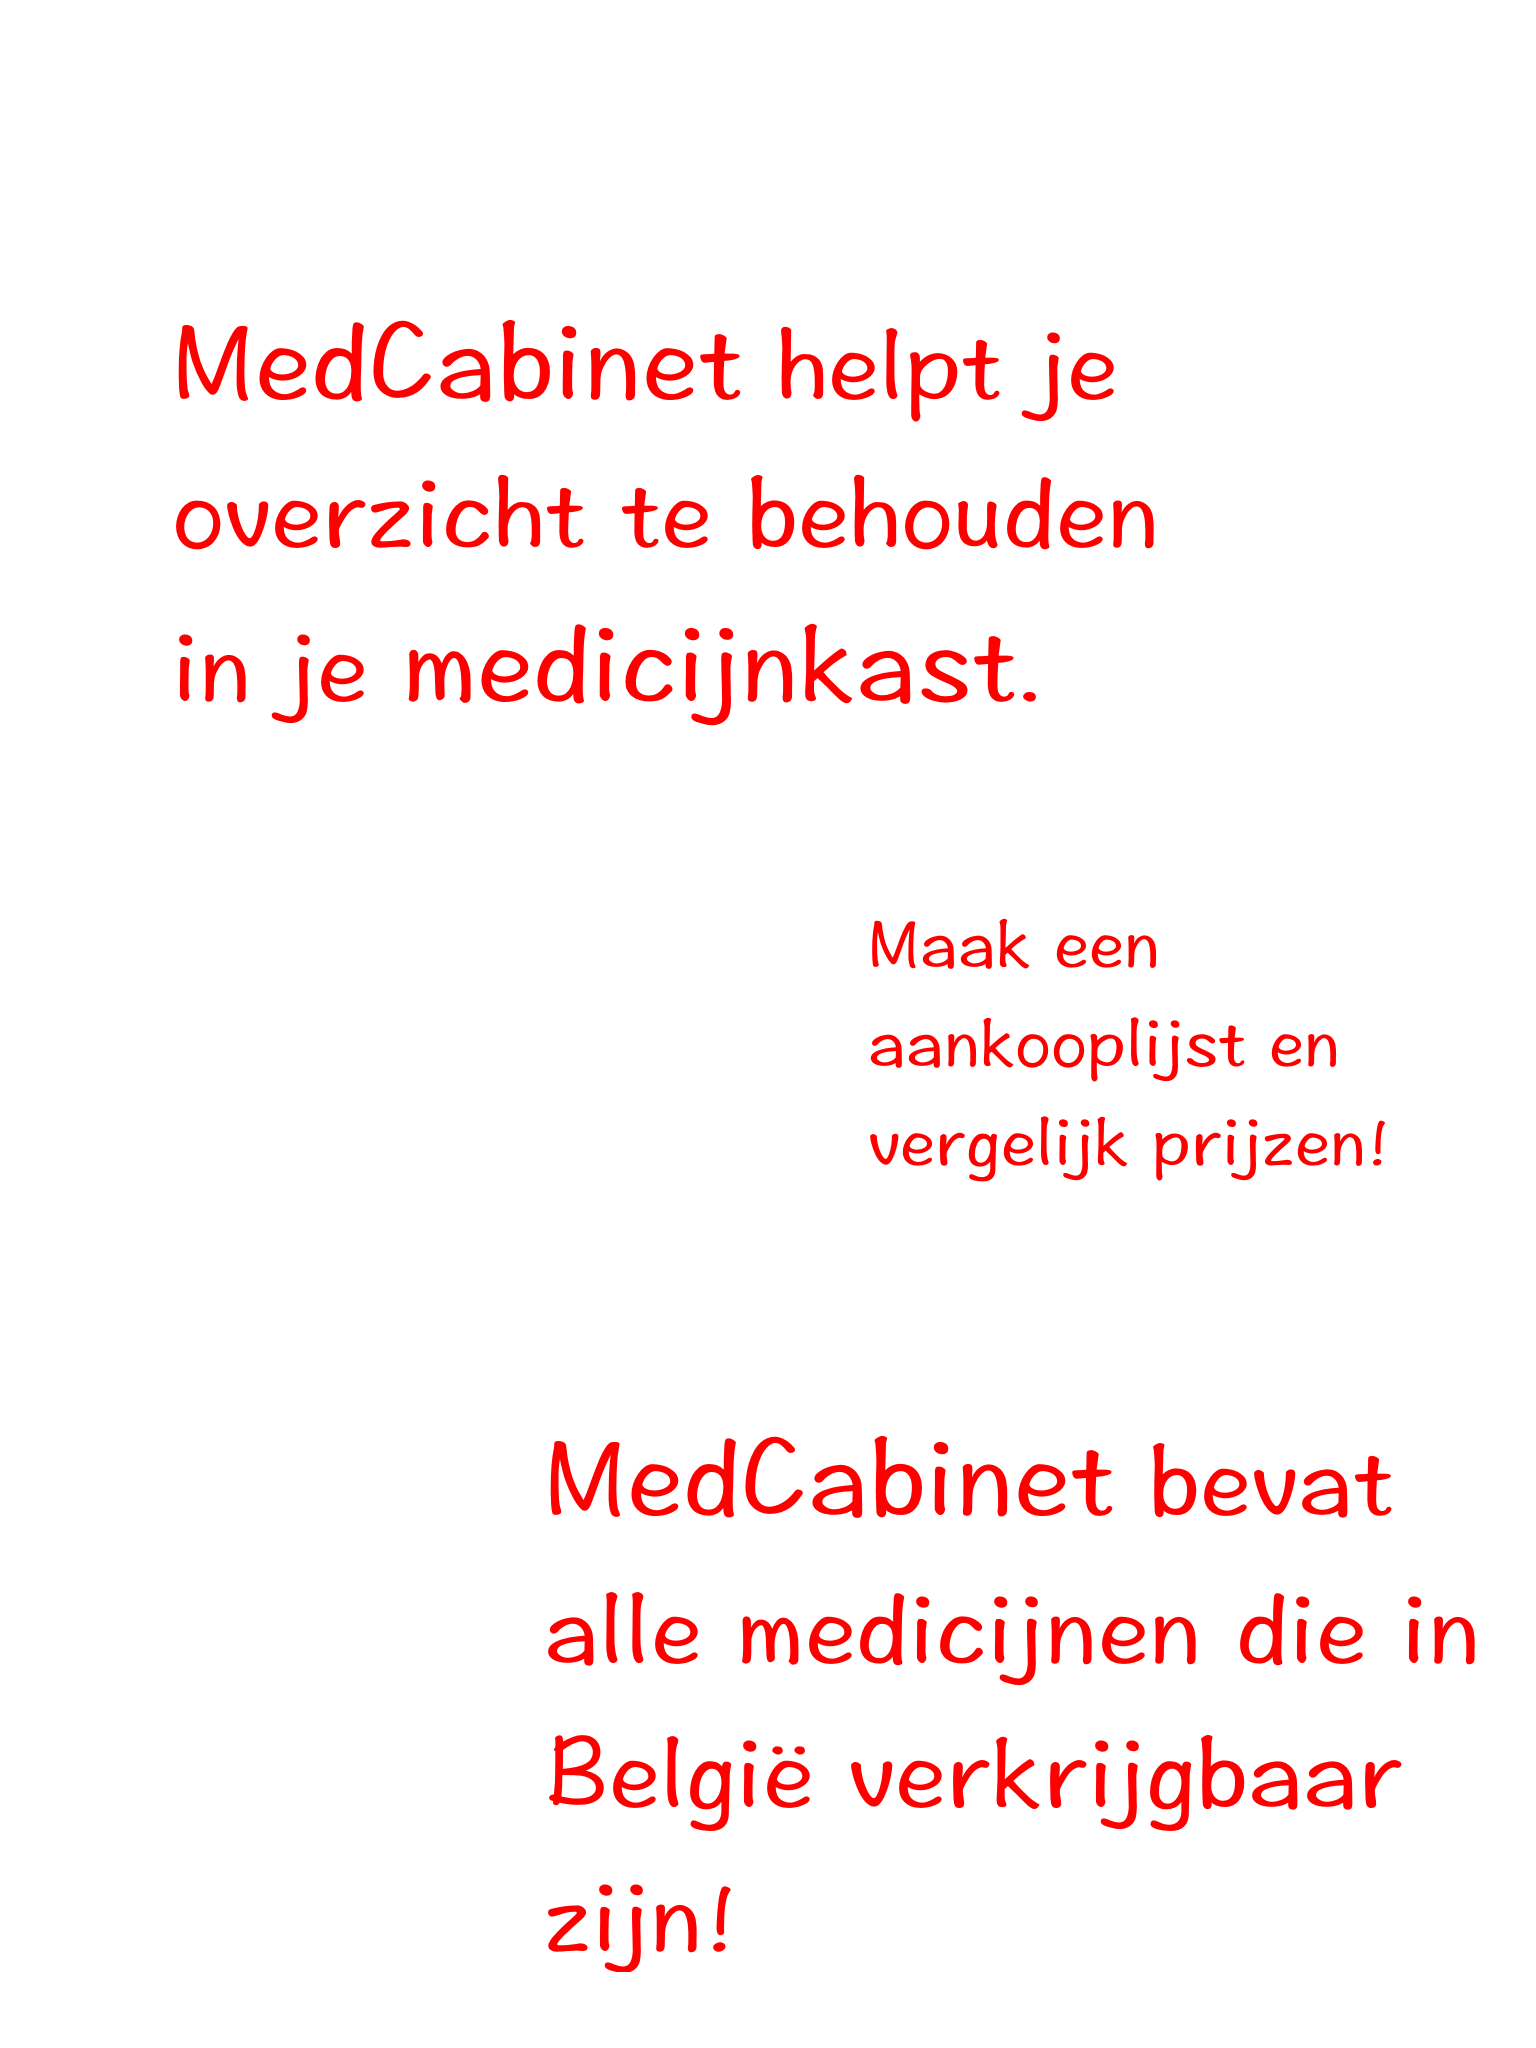 MedCabinet helpt je
overzicht te behouden
in je medicijnkast.
Maak een
aankooplijst en
vergelijk prijzen!
MedCabinet bevat
alle medicijnen die in
België verkrijgbaar
zijn!